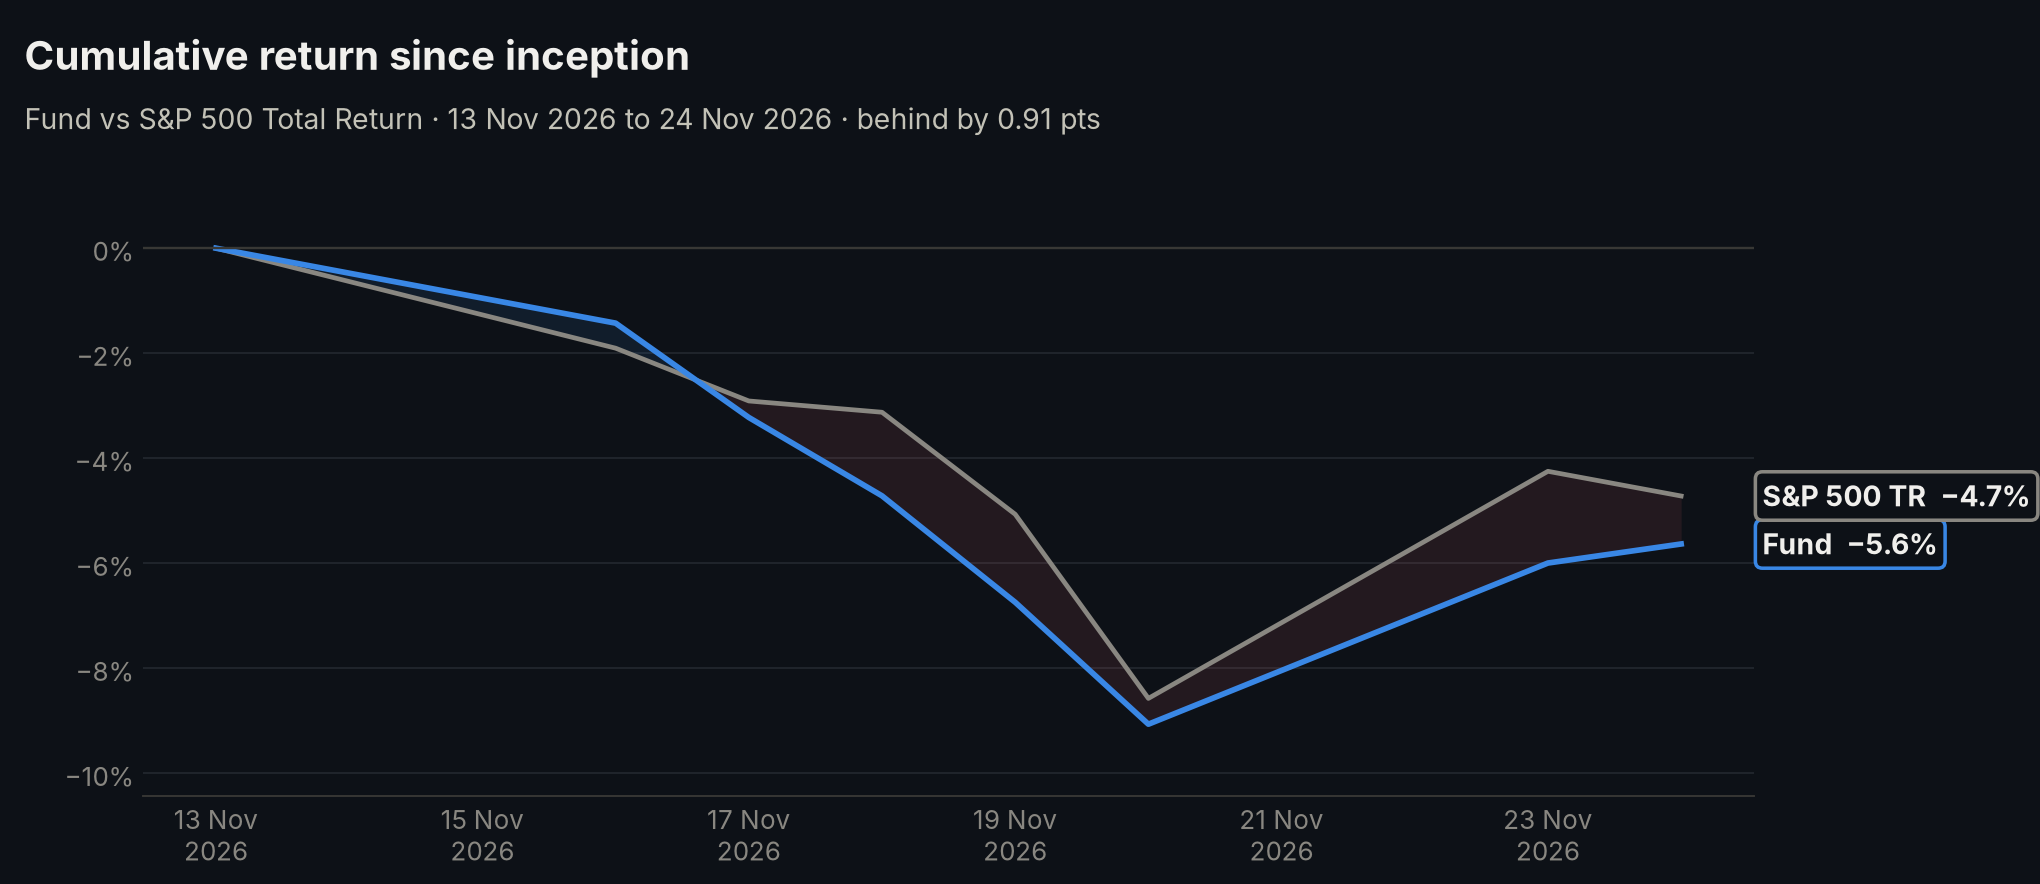 Cumulative return since inception
Fund vs S&P 500 Total Return · 13 Nov 2026 to 24 Nov 2026 · behind by 0.91 pts
0%
−2%
−4%
−6%
−8%
−10%
S&P 500 TR −4.7%
Fund −5.6%
13 Nov 2026
15 Nov 2026
17 Nov 2026
19 Nov 2026
21 Nov 2026
23 Nov 2026